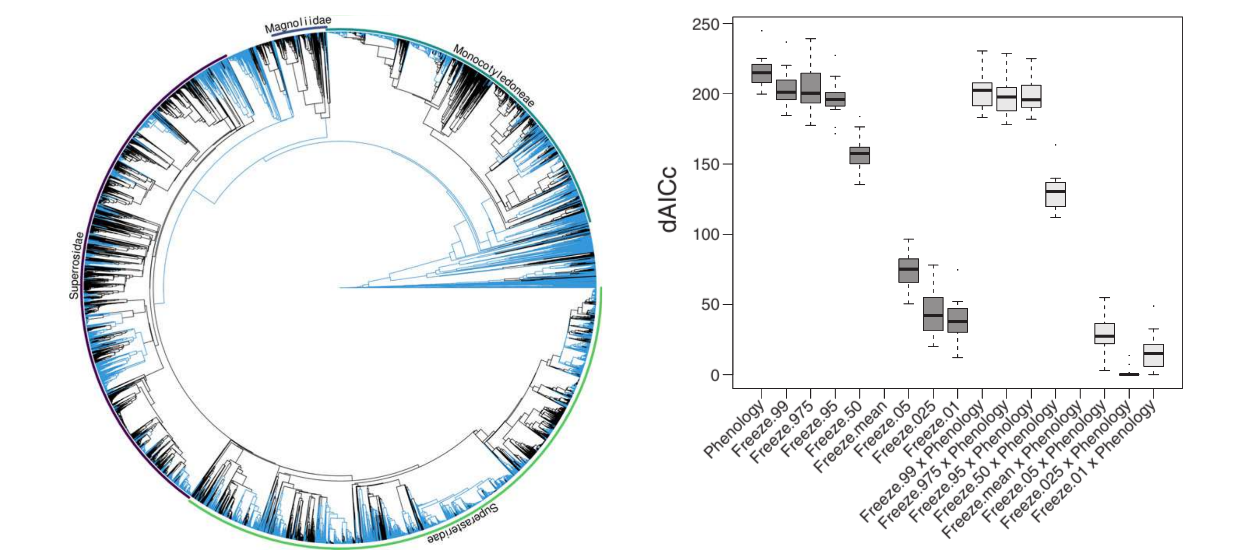 Magnoliidae
Monocotyledoneae
Superrosidae
Superasteridae
dAICc
250
200
150
100
50
0
Phenology
Freeze.99
Freeze.975
Freeze.95
Freeze.50
Freeze.mean
Freeze.05
Freeze.025
Freeze.01
Freeze.99 x Phenology
Freeze.975 x Phenology
Freeze.95 x Phenology
Freeze.50 x Phenology
Freeze.mean x Phenology
Freeze.05 x Phenology
Freeze.025 x Phenology
Freeze.01 x Phenology